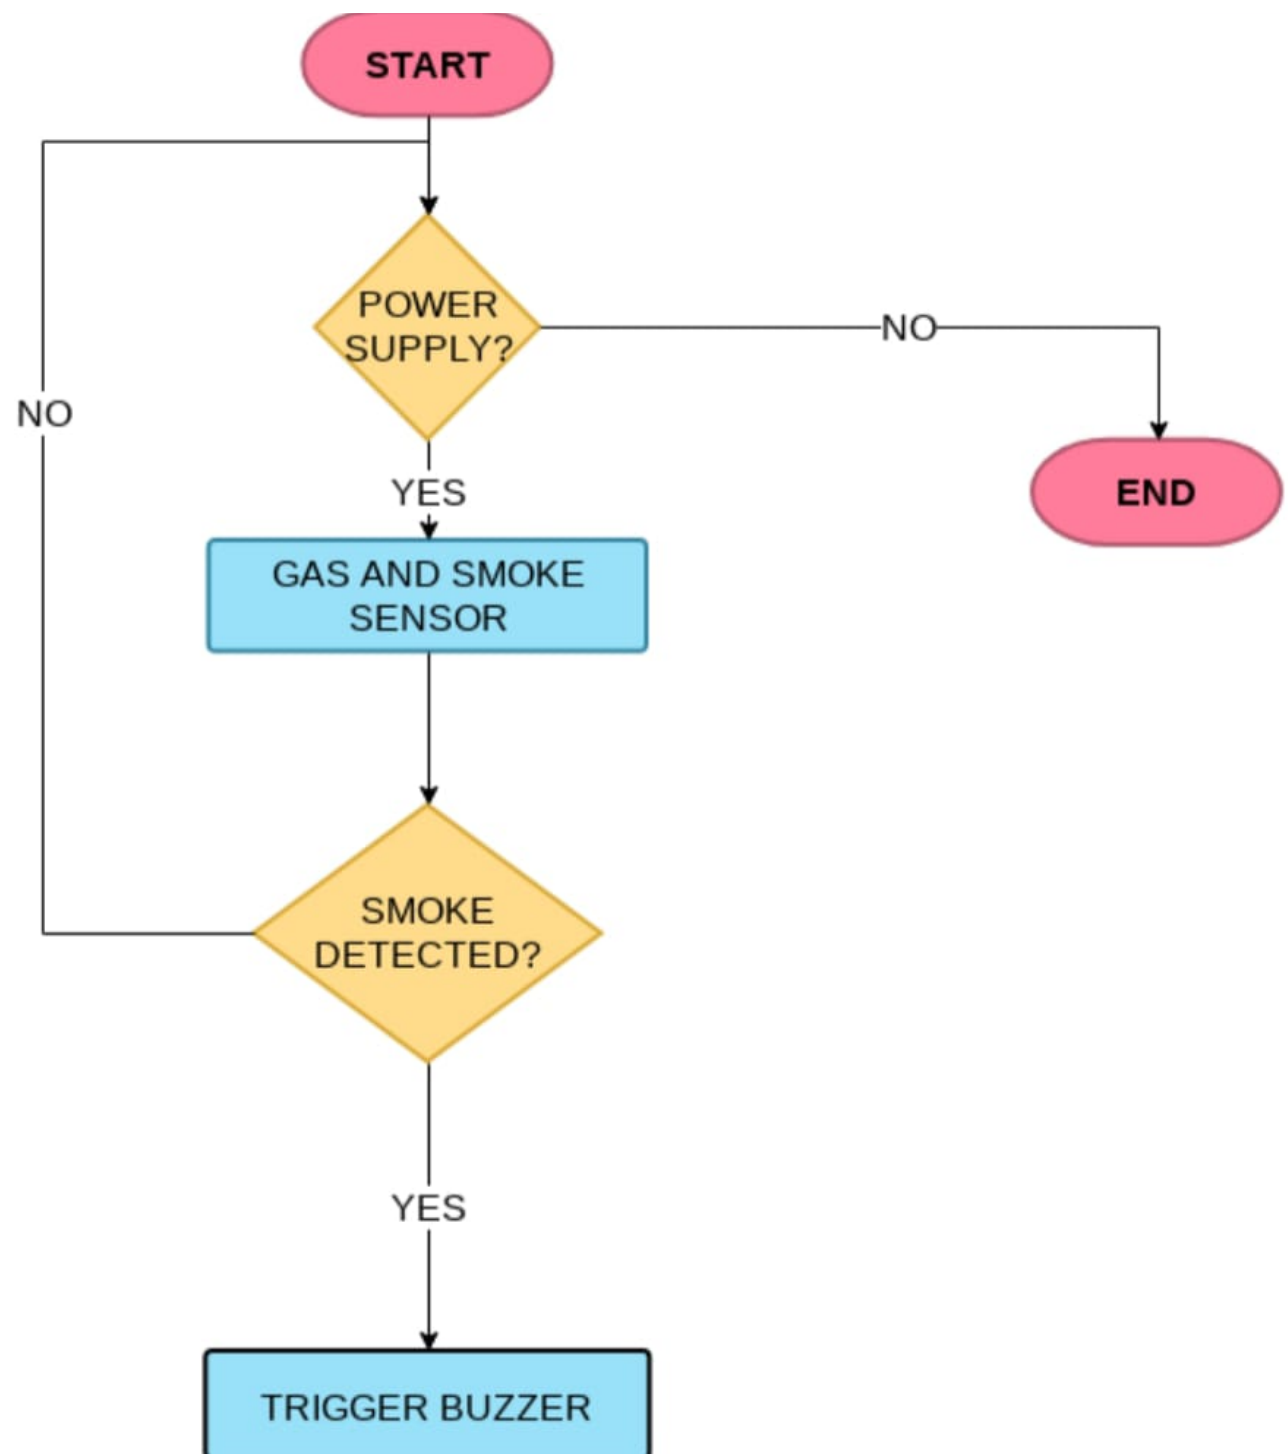 START
POWER
SUPPLY?
NO
NO
YES
END
GAS AND SMOKE
SENSOR
SMOKE
DETECTED?
YES
TRIGGER BUZZER